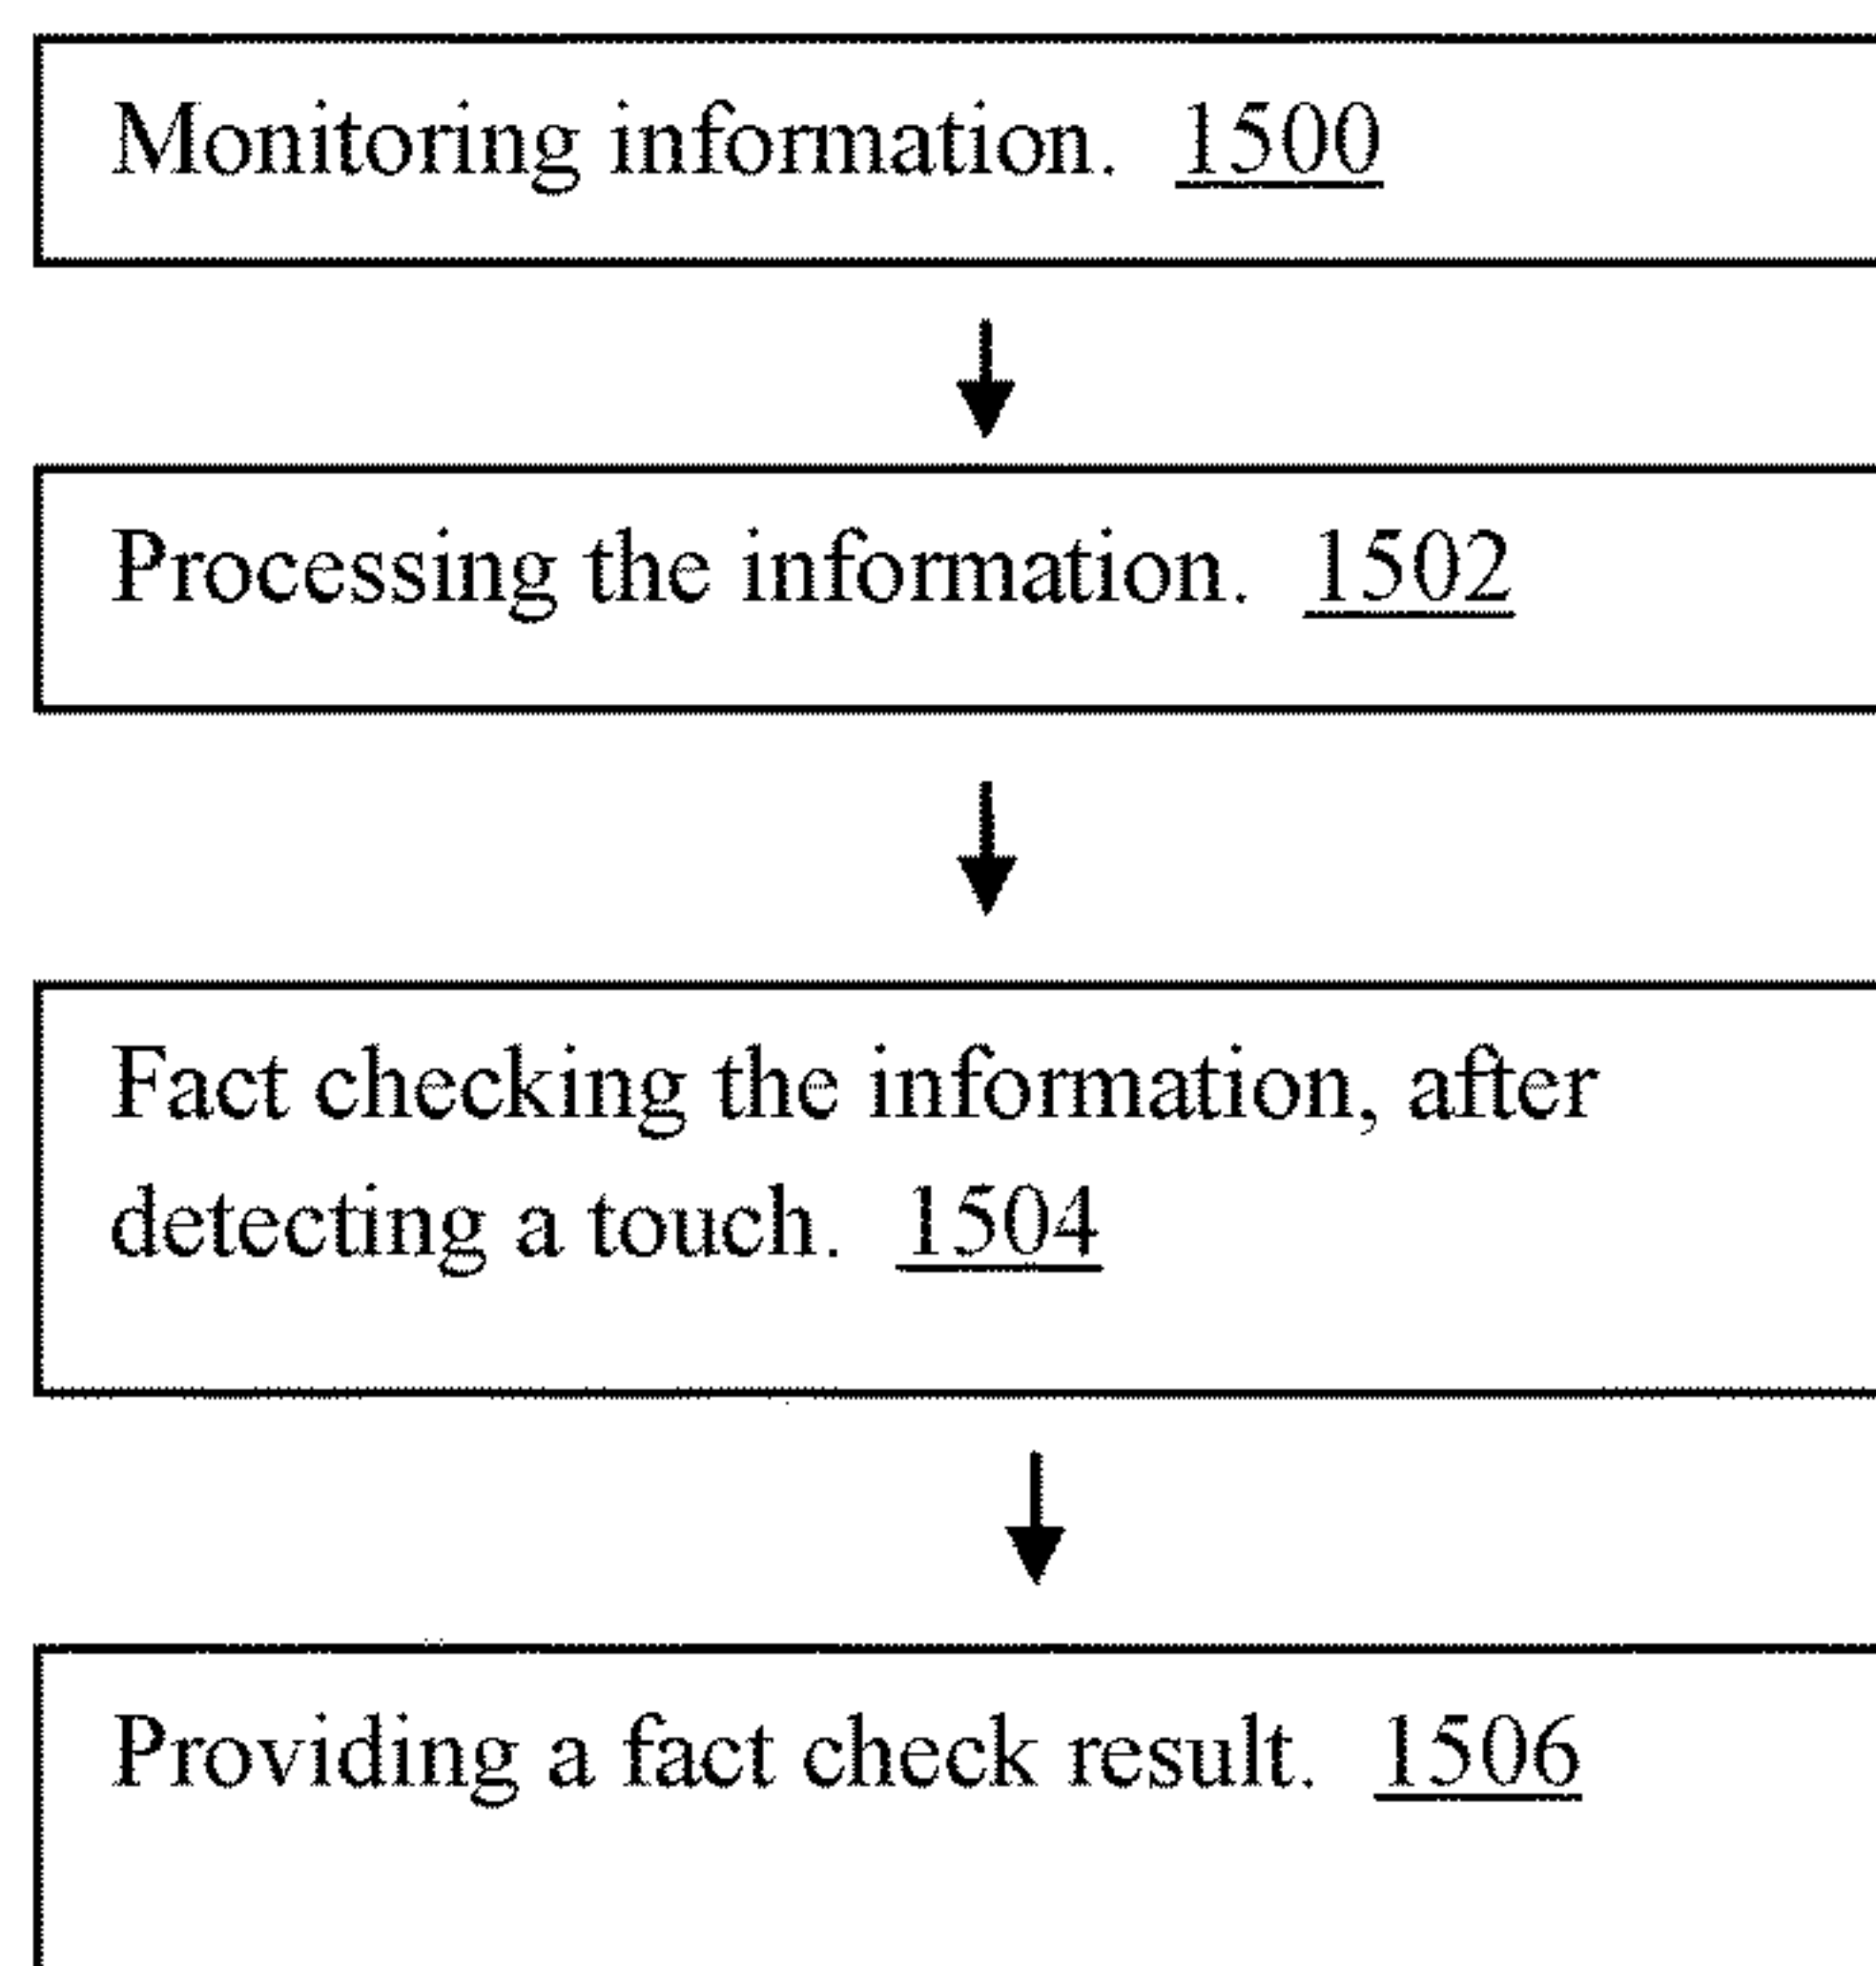 Monitoring information. 1500
Processing the information. 1502
Fact checking the information, after
detecting a touch. 1504
Providing a fact check result. 1506